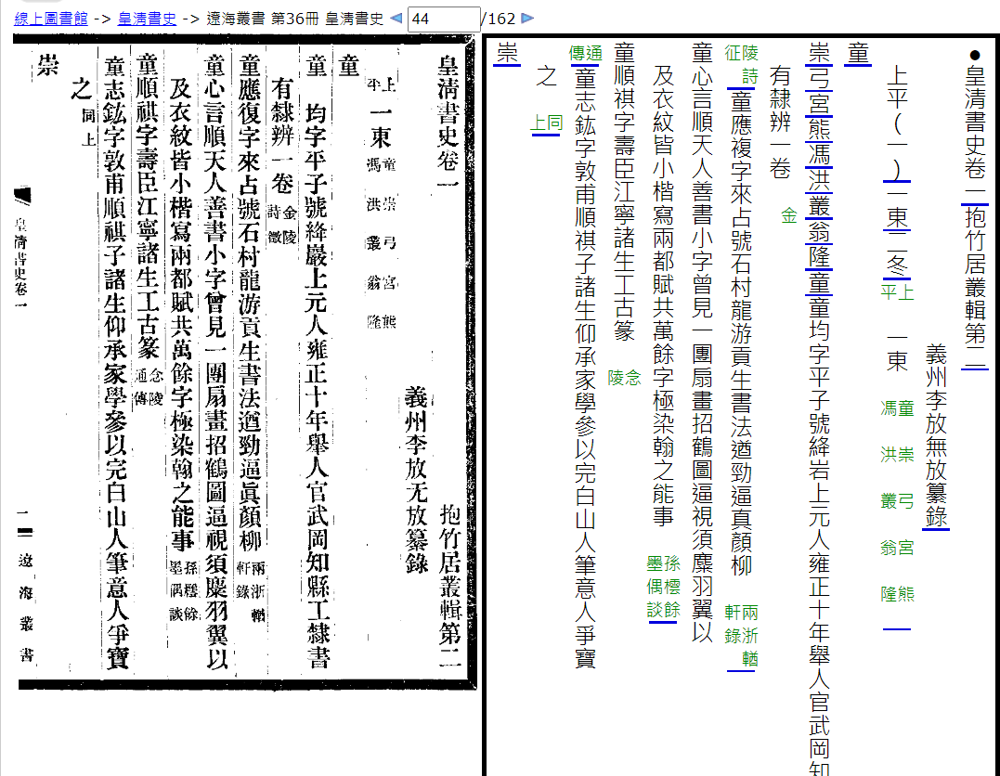 線上圖書館 -> 皇清書史 -> 遼海叢書 第36冊 皇清書史 44 /162
皇淸書史卷一 抱竹居叢輯第二
義州李放无放纂錄
上平 一東 童 崇 弓 宮 熊 馮 洪 叢 翁 隆
童
童 均字平子號絳巖上元人雍正十年舉人官武岡知縣工隸書
有隸辨一卷 金陵詩徵
童應復字來占號石村龍游貢生書法遒勁逼眞顏柳 兩浙輶軒錄
童心言順天人善書小字曾見一團扇畫招鶴圖逼視須麋羽翼以
及衣紋皆小楷寫兩都賦共萬餘字極染翰之能事 孫橒餘墨偶談
童順祺字壽臣江寧諸生工古篆 念陵通傳
童志鈜字敦甫順祺子諸生仰承家學參以完白山人筆意人爭寶
之 同上
崇
皇淸書史卷一 一 遼海叢書
●皇清書史卷一抱竹居叢輯第二
義州李放無放纂錄
上平(一)一東二冬上平 一東 童 崇 弓 宮 熊 馮 洪 叢 翁 隆
童
崇弓宮熊馮洪叢翁隆童童均字平子號絳岩上元人雍正十年舉人官武岡知
有隸辨一卷 金
陵詩征童應複字來占號石村龍游貢生書法遒勁逼真顏柳 兩浙輶軒錄
童心言順天人善書小字曾見一團扇畫招鶴圖逼視須麋羽翼以
及衣紋皆小楷寫兩都賦共萬餘字極染翰之能事 孫橒餘墨偶談
童順祺字壽臣江寧諸生工古篆 念陵
通傳童志鈜字敦甫順祺子諸生仰承家學參以完白山人筆意人爭寶
之 同上
崇